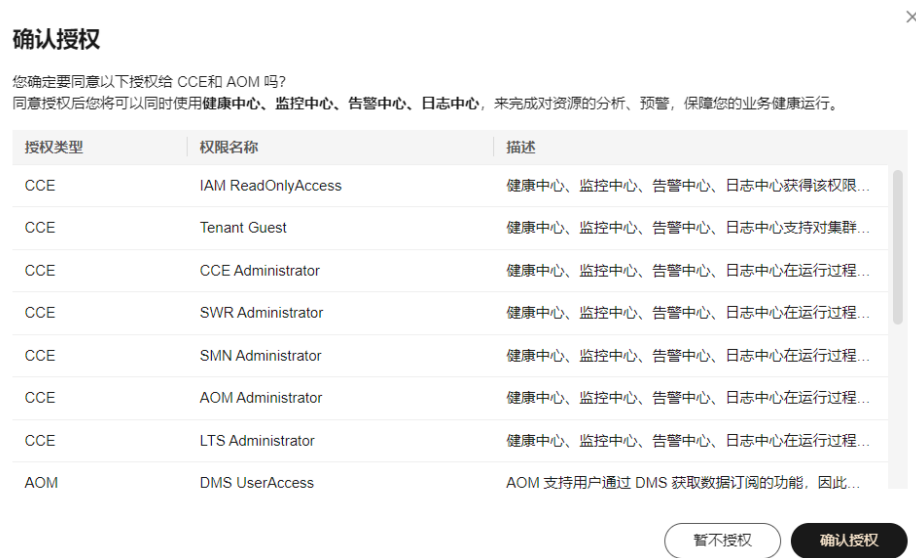 确认授权
您确定要同意以下授权给 CCE和 AOM 吗?
同意授权后您将可以同时使用健康中心、监控中心、告警中心、日志中心，来完成对资源的分析、预警，保障您的业务健康运行。
授权类型 权限名称 描述
CCE IAM ReadOnlyAccess 健康中心、监控中心、告警中心、日志中心获得该权限...
CCE Tenant Guest 健康中心、监控中心、告警中心、日志中心支持对集群...
CCE CCE Administrator 健康中心、监控中心、告警中心、日志中心在运行过程...
CCE SWR Administrator 健康中心、监控中心、告警中心、日志中心在运行过程...
CCE SMN Administrator 健康中心、监控中心、告警中心、日志中心在运行过程...
CCE AOM Administrator 健康中心、监控中心、告警中心、日志中心在运行过程...
CCE LTS Administrator 健康中心、监控中心、告警中心、日志中心在运行过程...
AOM DMS UserAccess AOM 支持用户通过 DMS 获取数据订阅的功能，因此...
暂不授权 确认授权